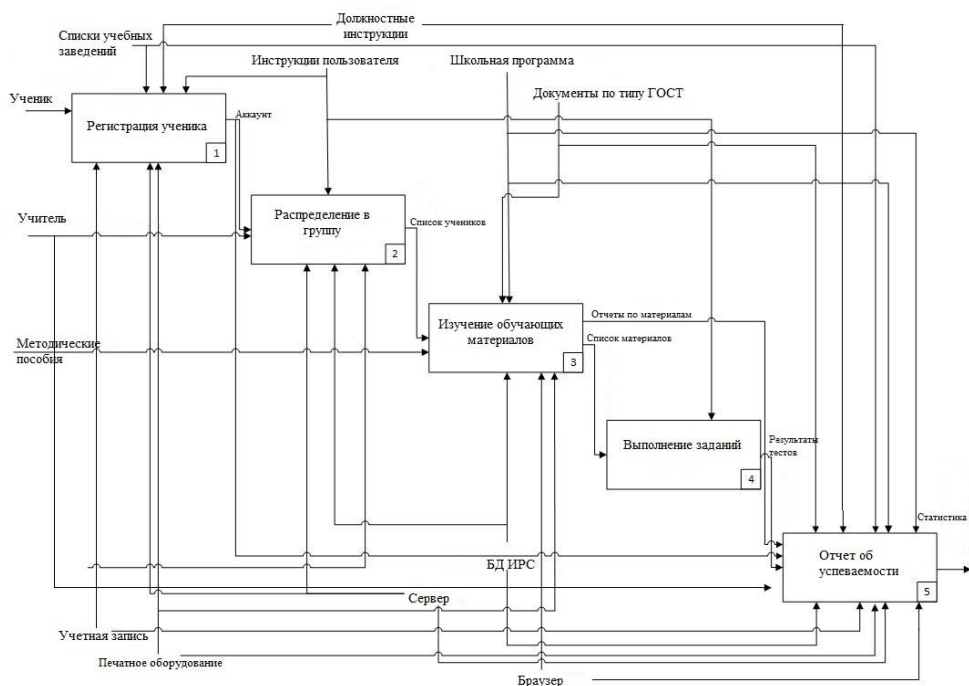 Должностные
инструкции
Списки учебных
заведений
Инструкции пользователя
Школьная программа
Документы по типу ГОСТ
Ученик
Регистрация ученика
1
Аккаунт
Учитель
Распределение в
группу
2
Список учеников
Методические
пособия
Изучение обучающих
материалов
3
Отчеты по материалам
Список материалов
Выполнение заданий
4
Результаты
тестов
Статистика
Отчет об
успеваемости
5
БД ИРС
Сервер
Учетная запись
Печатное оборудование
Браузер